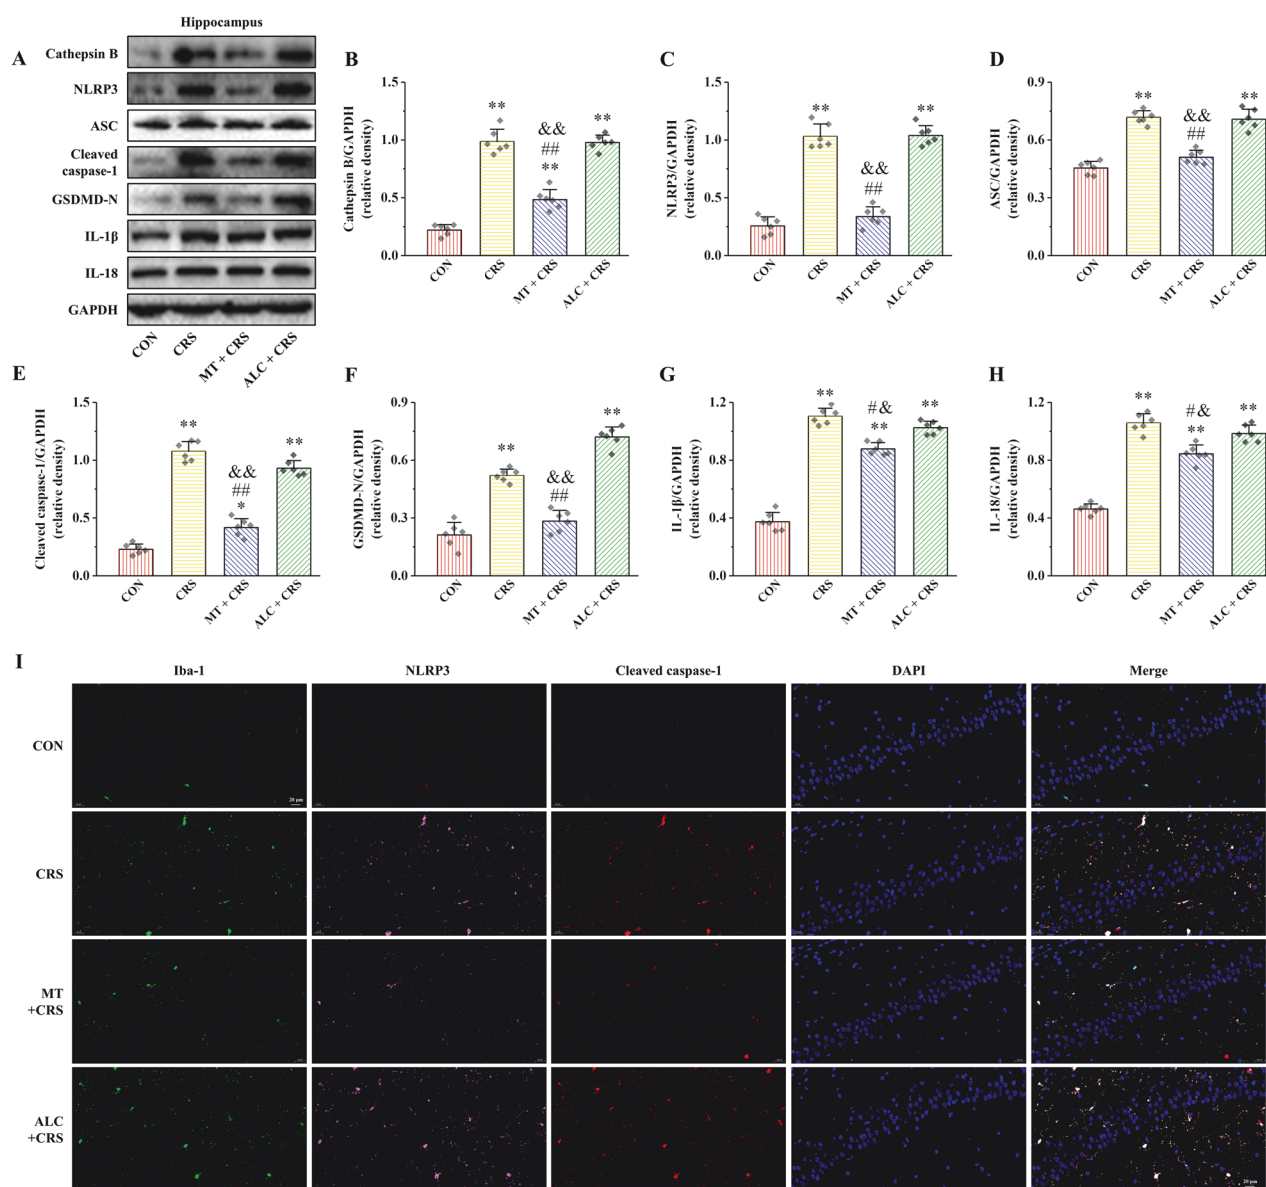 Hippocampus
A
Cathepsin B
NLRP3
ASC
Cleaved
caspase-1
GSDMD-N
IL-1β
IL-18
GAPDH
CON
CRS
MT + CRS
ALC + CRS
B
Cathepsin B/GAPDH
(relative density)
1.5
1.0
0.5
0.0
**
&&
##
**
**
CON
CRS
MT + CRS
ALC + CRS
C
NLRP3/GAPDH
(relative density)
1.5
1.0
0.5
0.0
**
&&
##
**
CON
CRS
MT + CRS
ALC + CRS
D
ASC/GAPDH
(relative density)
0.9
0.6
0.3
0.0
**
&&
##
**
CON
CRS
MT + CRS
ALC + CRS
E
Cleaved caspase-1/GAPDH
(relative density)
1.5
1.0
0.5
0.0
**
&&
##
*
**
CON
CRS
MT + CRS
ALC + CRS
F
GSDMD-N/GAPDH
(relative density)
0.9
0.6
0.3
0.0
**
&&
##
**
CON
CRS
MT + CRS
ALC + CRS
G
IL-1β/GAPDH
(relative density)
1.2
0.8
0.4
0.0
**
#&
**
**
CON
CRS
MT + CRS
ALC + CRS
H
IL-18/GAPDH
(relative density)
1.2
0.8
0.4
0.0
**
#&
**
**
CON
CRS
MT + CRS
ALC + CRS
I
Iba-1 NLRP3 Cleaved caspase-1 DAPI Merge
CON
20 μm
CRS
MT
+CRS
ALC
+CRS
20 μm